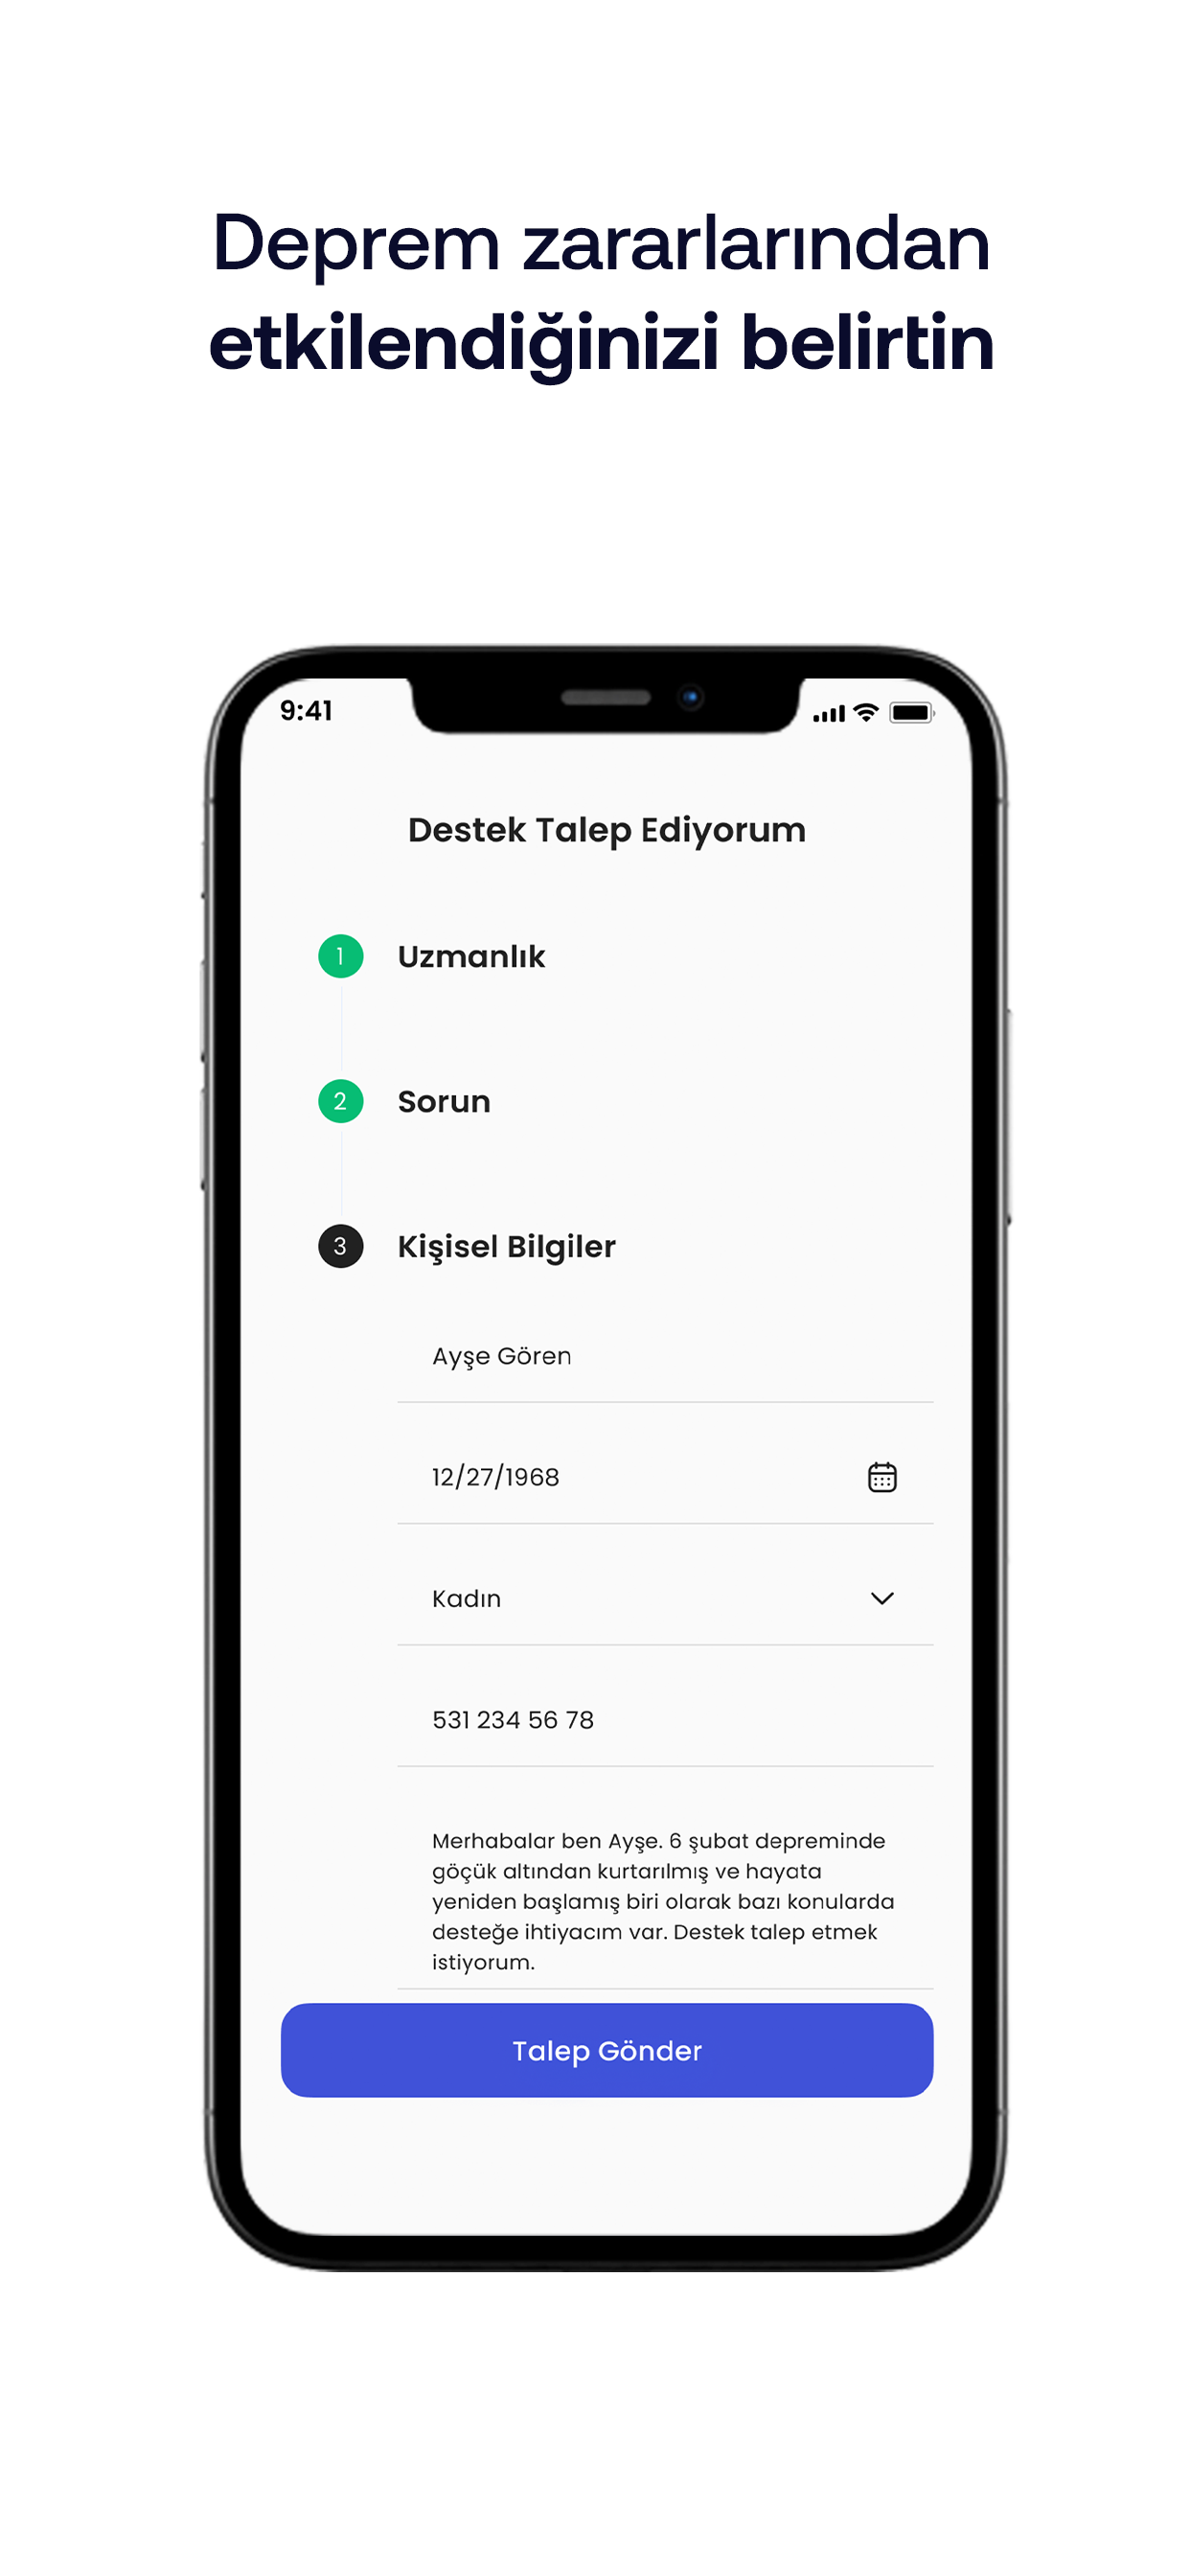 Deprem zararlarından
etkilendiğinizi belirtin
9:41
Destek Talep Ediyorum
1 Uzmanlık
2 Sorun
3 Kişisel Bilgiler
Ayşe Gören
12/27/1968
Kadın
531 234 56 78
Merhabalar ben Ayşe. 6 şubat depreminde
göçük altından kurtarılmış ve hayata
yeniden başlamış biri olarak bazı konularda
desteğe ihtiyacım var. Destek talep etmek
istiyorum.
Talep Gönder